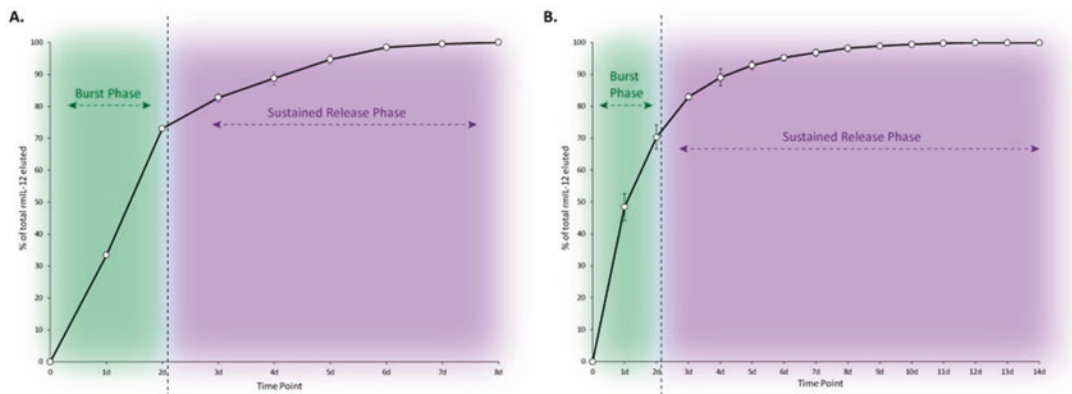 A.
100
90
80
70
60
50
40
30
20
10
0
% of total rmIL-12 eluted
Burst Phase
Sustained Release Phase
0 1d 2d 3d 4d 5d 6d 7d 8d
Time Point
B.
100
90
80
70
60
50
40
30
20
10
0
% of total rmIL-12 eluted
Burst
Phase
Sustained Release Phase
0 1d 2d 3d 4d 5d 6d 7d 8d 9d 10d 11d 12d 13d 14d
Time Point